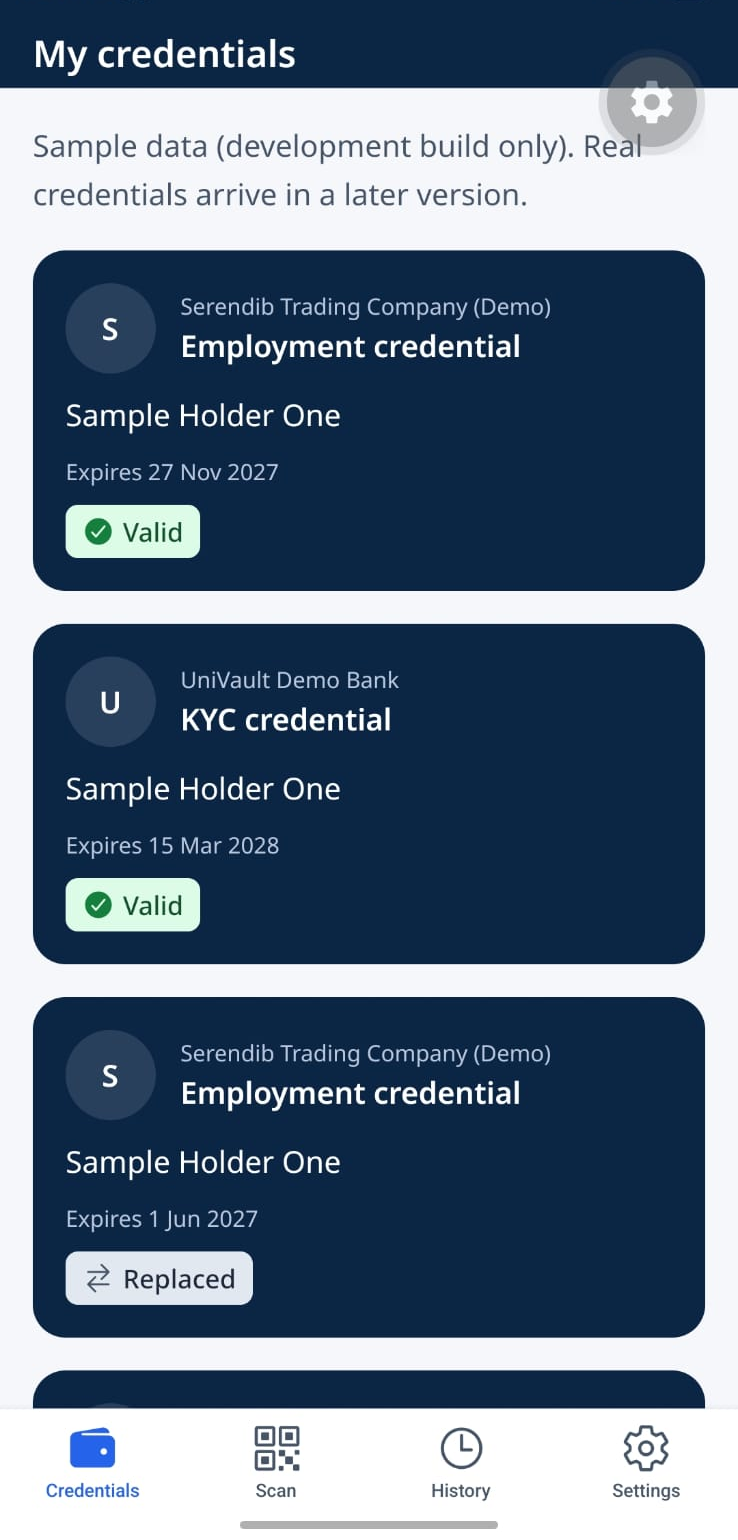 My credentials
Sample data (development build only). Real
credentials arrive in a later version.
S
Serendib Trading Company (Demo)
Employment credential
Sample Holder One
Expires 27 Nov 2027
Valid
U
UniVault Demo Bank
KYC credential
Sample Holder One
Expires 15 Mar 2028
Valid
S
Serendib Trading Company (Demo)
Employment credential
Sample Holder One
Expires 1 Jun 2027
Replaced
Credentials
Scan
History
Settings